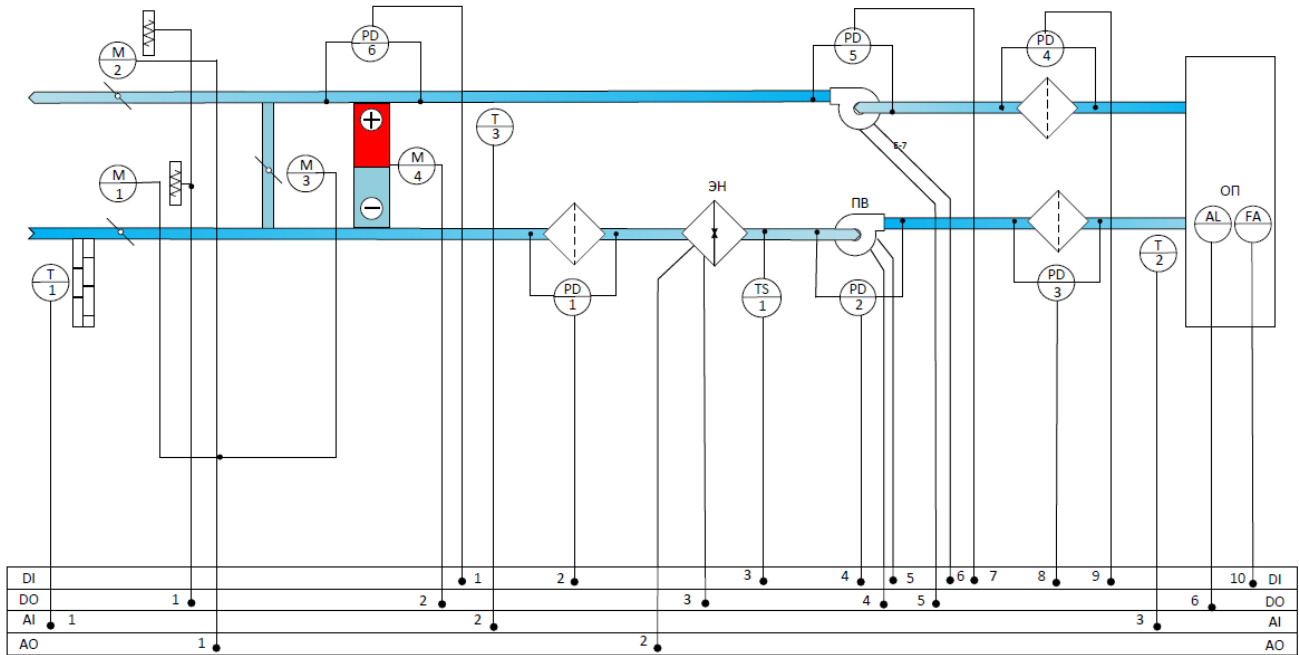 PD
6
PD
5
PD
4
M
2
T
3
M
1
M
3
M
4
ЭН
ПВ
ОП
AL
FA
T
1
PD
1
TS
1
PD
2
PD
3
T
2
DI 1 2 3 4 5 6 7 8 9 10 DI
DO 1 2 3 4 5 6 DO
AI 1 2 3 AI
AO 1 2 AO